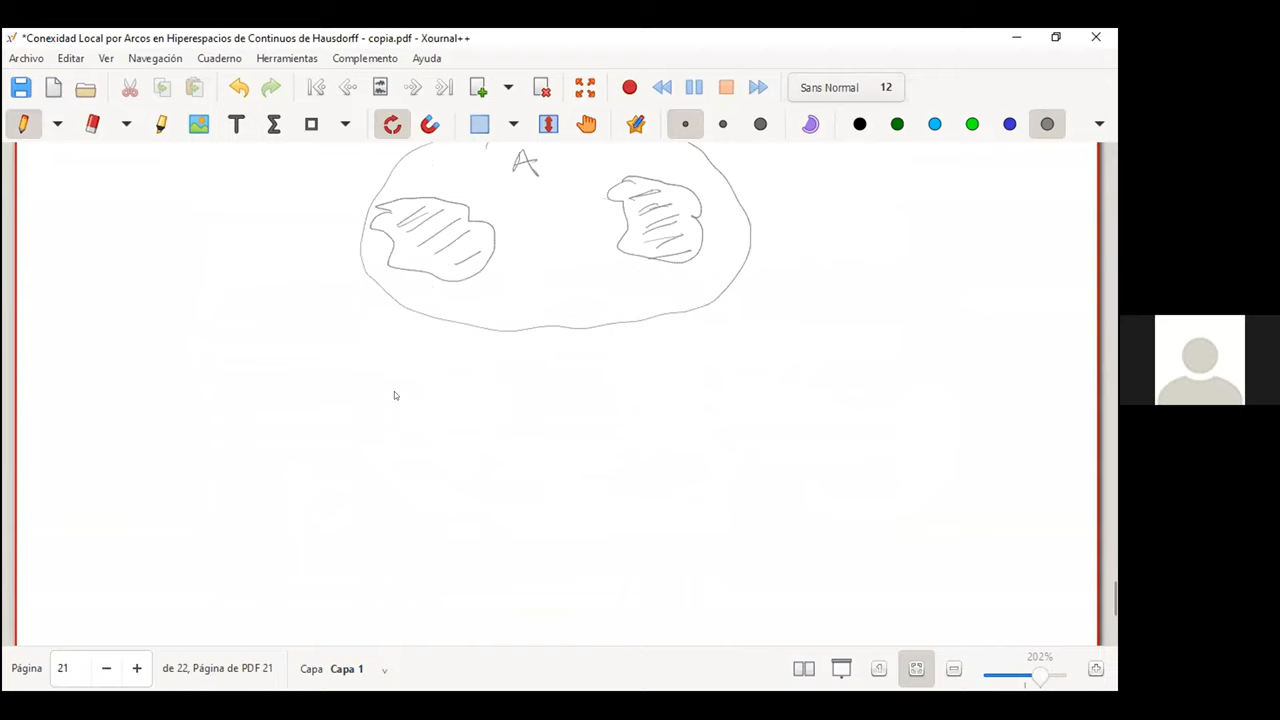 *Conexidad Local por Arcos en Hiperespacios de Continuos de Hausdorff - copia.pdf - Xournal++
Archivo Editar Ver Navegación Cuaderno Herramientas Complemento Ayuda
Sans Normal 12
A
Página 21 de 22, Página de PDF 21 Capa Capa 1 202%